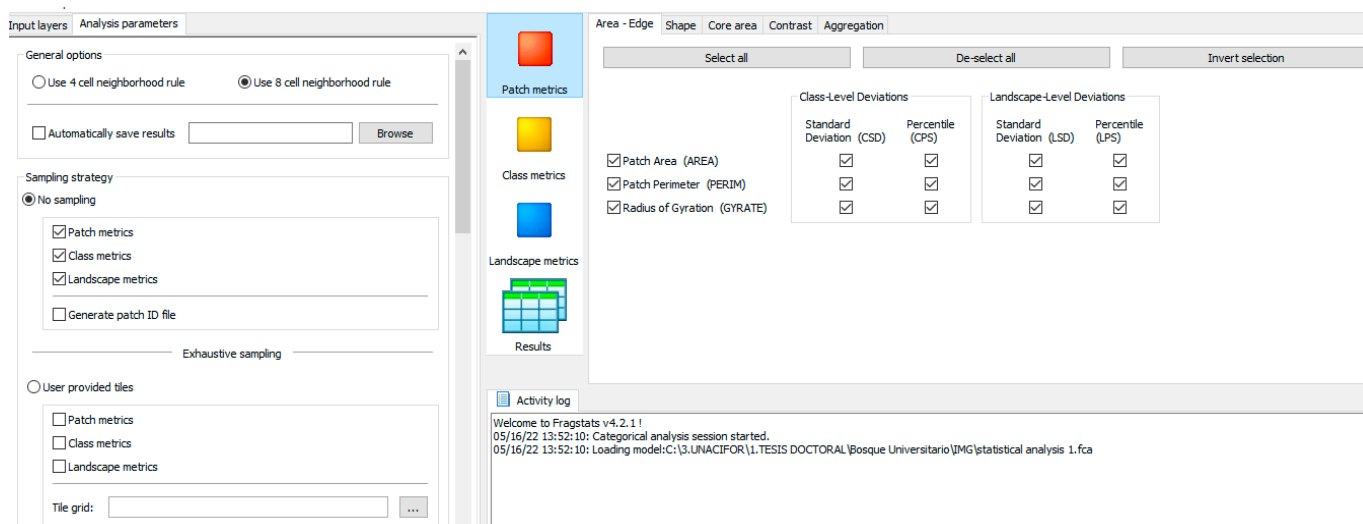 Input layers
Analysis parameters
General options
Use 4 cell neighborhood rule
Use 8 cell neighborhood rule
Automatically save results
Browse
Sampling strategy
No sampling
Patch metrics
Class metrics
Landscape metrics
Generate patch ID file
Exhaustive sampling
User provided tiles
Patch metrics
Class metrics
Landscape metrics
Tile grid:
...
Patch metrics
Class metrics
Landscape metrics
Results
Area - Edge
Shape
Core area
Contrast
Aggregation
Select all
De-select all
Invert selection
Class-Level Deviations
Landscape-Level Deviations
Standard
Deviation (CSD)
Percentile
(CPS)
Standard
Deviation (LSD)
Percentile
(LPS)
Patch Area (AREA)
Patch Perimeter (PERIM)
Radius of Gyration (GYRATE)
Activity log
Welcome to Fragstats v4.2.1 !
05/16/22 13:52:10: Categorical analysis session started.
05/16/22 13:52:10: Loading model:C:\3.UNACIFOR\1.TESIS DOCTORAL\Bosque Universitario\IMG\statistical analysis 1.fca